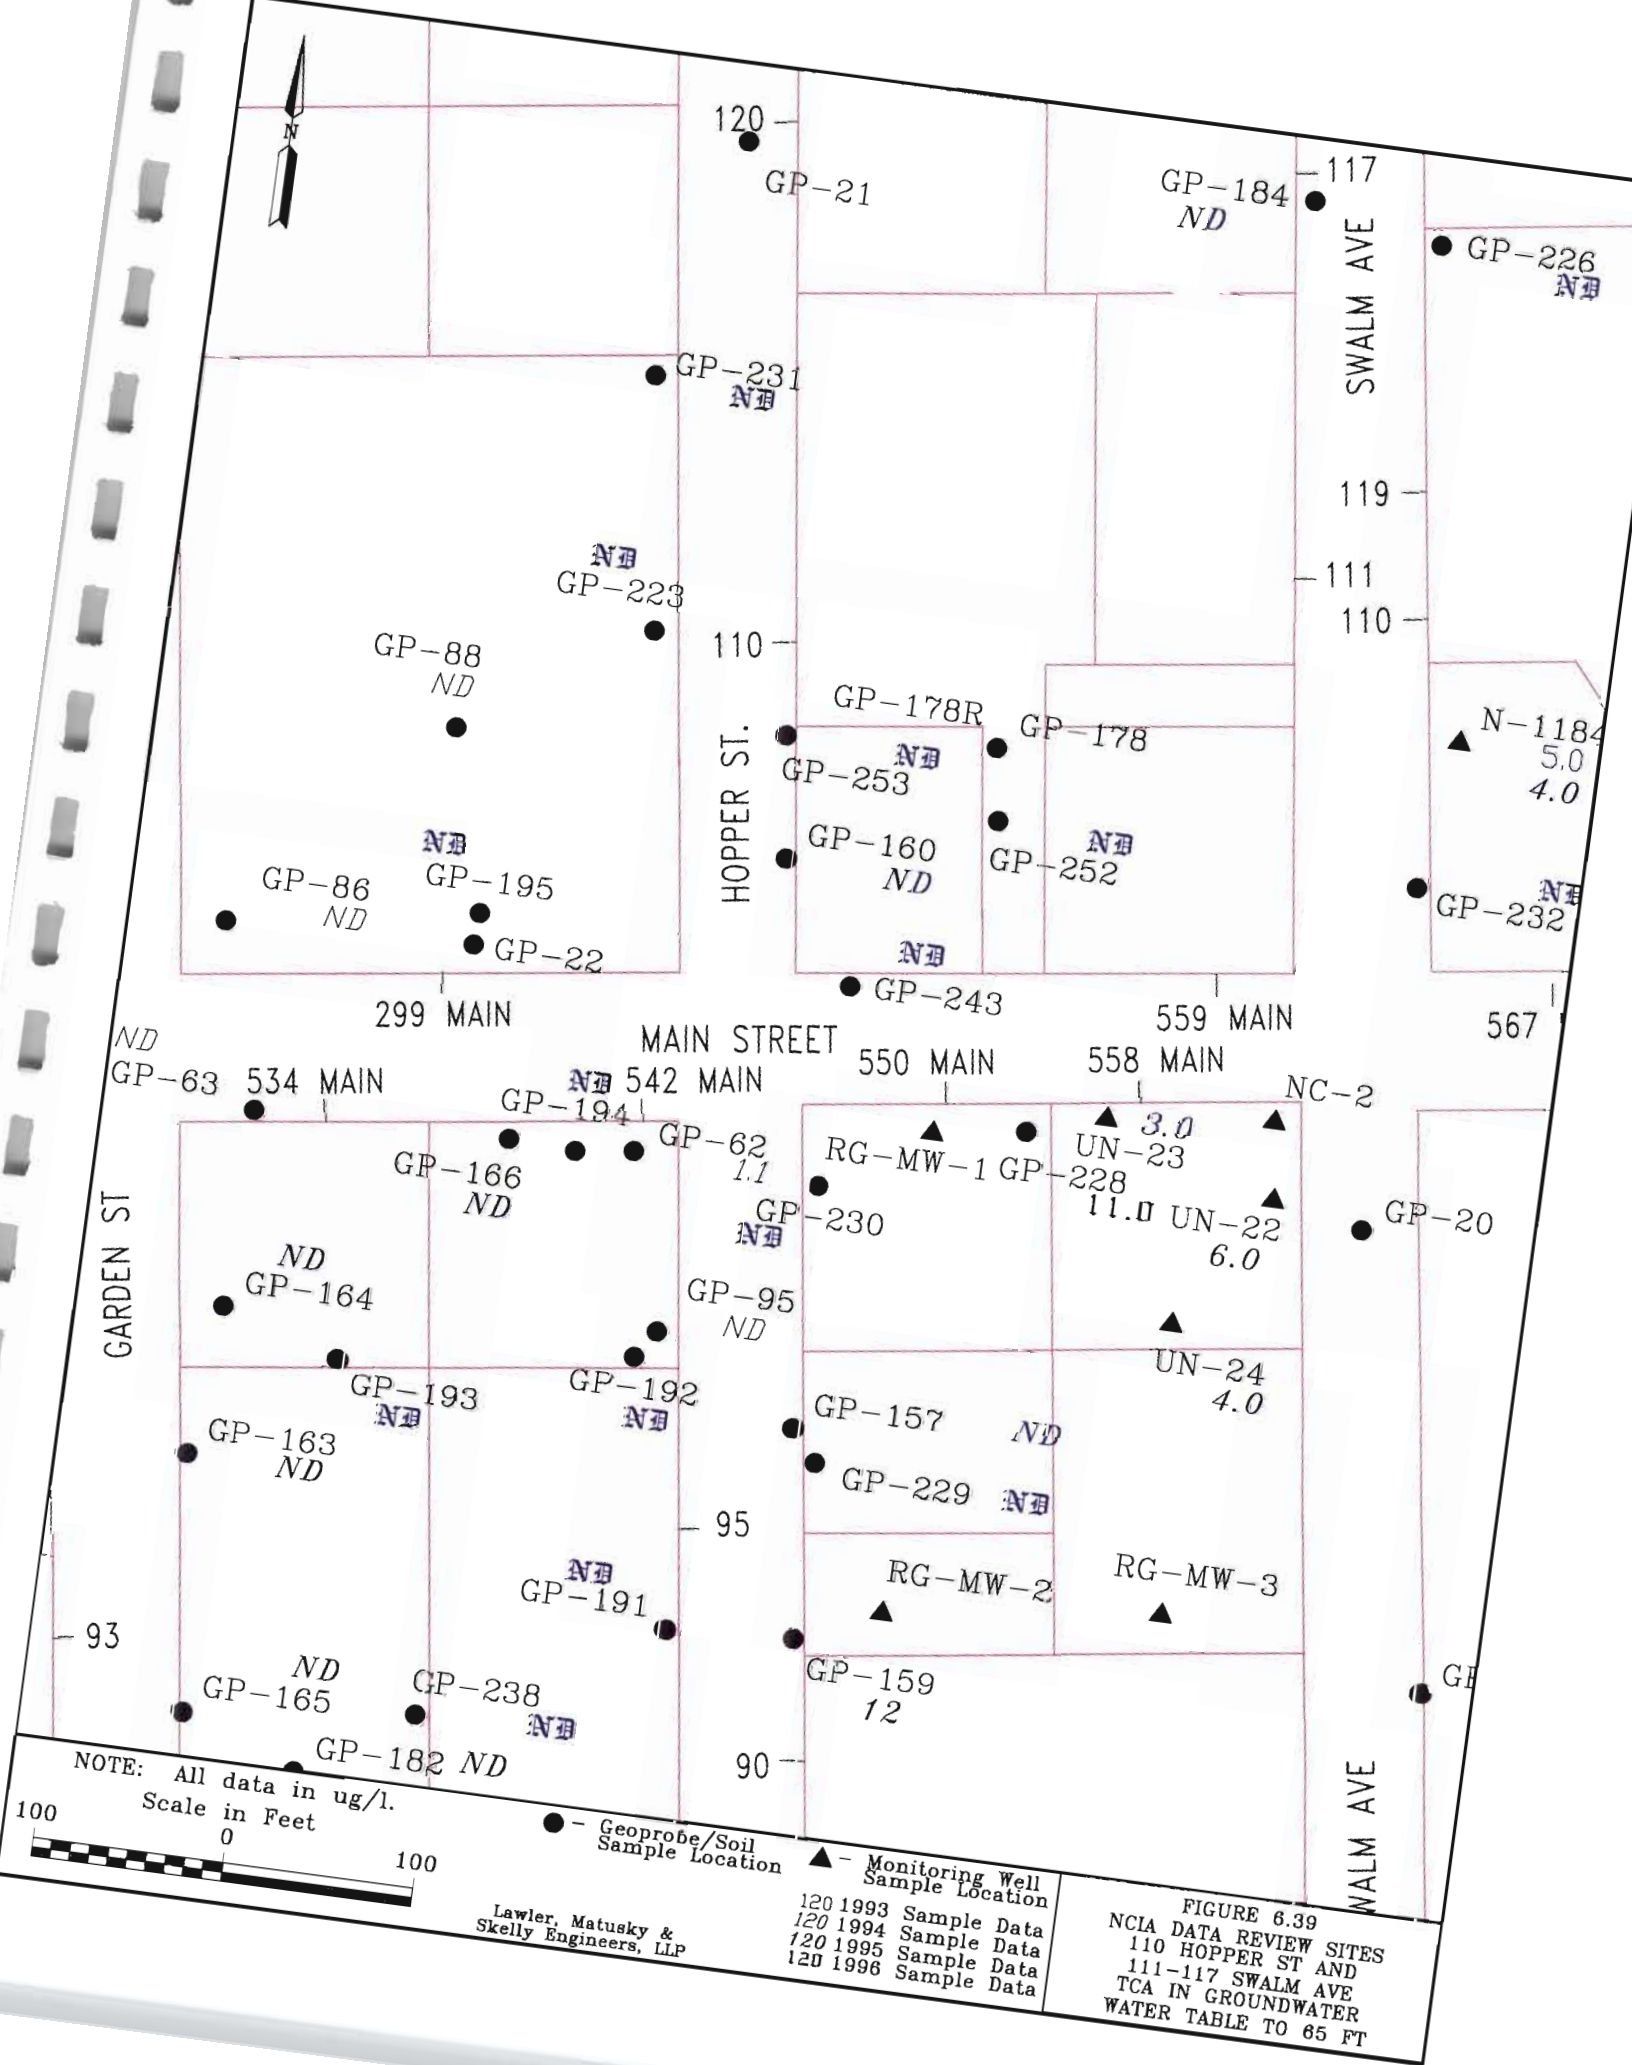 N
120
GP-21
GP-184
ND
117
SWALM AVE
GP-226
ND
GP-231
ND
119
111
110
ND
GP-223
GP-88
ND
110
HOPPER ST.
GP-178R
GP-178
ND
GP-253
N-1184
5.0
4.0
GP-160
ND
ND
GP-252
ND
GP-195
GP-86
ND
GP-22
ND
GP-232
ND
GP-243
299 MAIN
559 MAIN
567
MAIN STREET
ND
GP-63
534 MAIN
ND
542 MAIN
550 MAIN
558 MAIN
NC-2
GP-194
GP-166
ND
GP-62
1.1
RG-MW-1
GP-228
11.0
3.0
UN-23
UN-22
6.0
GP-20
GP-230
ND
GARDEN ST
ND
GP-164
GP-95
ND
UN-24
4.0
GP-193
ND
GP-192
ND
GP-157
ND
GP-163
ND
GP-229
ND
95
ND
GP-191
RG-MW-2
RG-MW-3
93
ND
GP-165
GP-238
ND
GP-159
12
GP-182 ND
90
WALM AVE
NOTE: All data in ug/l.
Scale in Feet
100
0
100
Geoprobe/Soil
Sample Location
Monitoring Well
Sample Location
Lawler, Matusky &
Skelly Engineers, LLP
120 1993 Sample Data
120 1994 Sample Data
120 1995 Sample Data
120 1996 Sample Data
FIGURE 6.39
NCIA DATA REVIEW SITES
110 HOPPER ST AND
111-117 SWALM AVE
TCA IN GROUNDWATER
WATER TABLE TO 65 FT